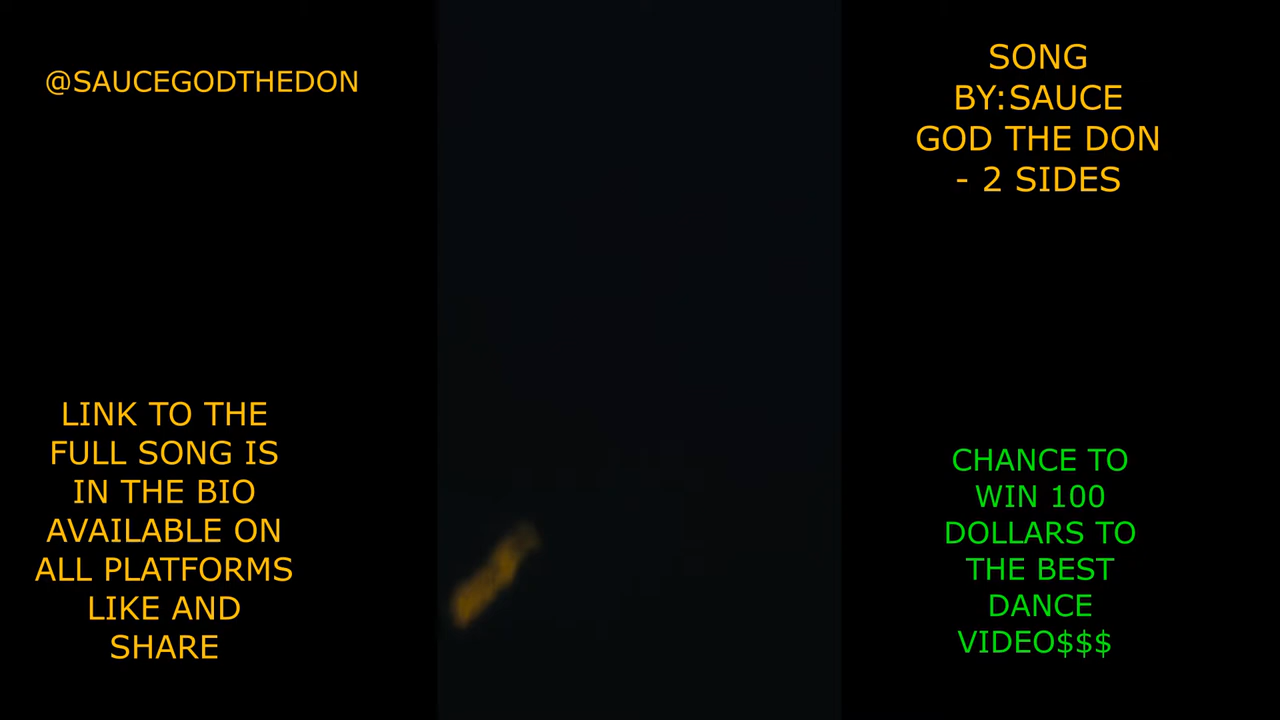 @SAUCEGODTHEDON
SONG
BY:SAUCE
GOD THE DON
- 2 SIDES
LINK TO THE
FULL SONG IS
IN THE BIO
AVAILABLE ON
ALL PLATFORMS
LIKE AND
SHARE
CHANCE TO
WIN 100
DOLLARS TO
THE BEST
DANCE
VIDEO$$$